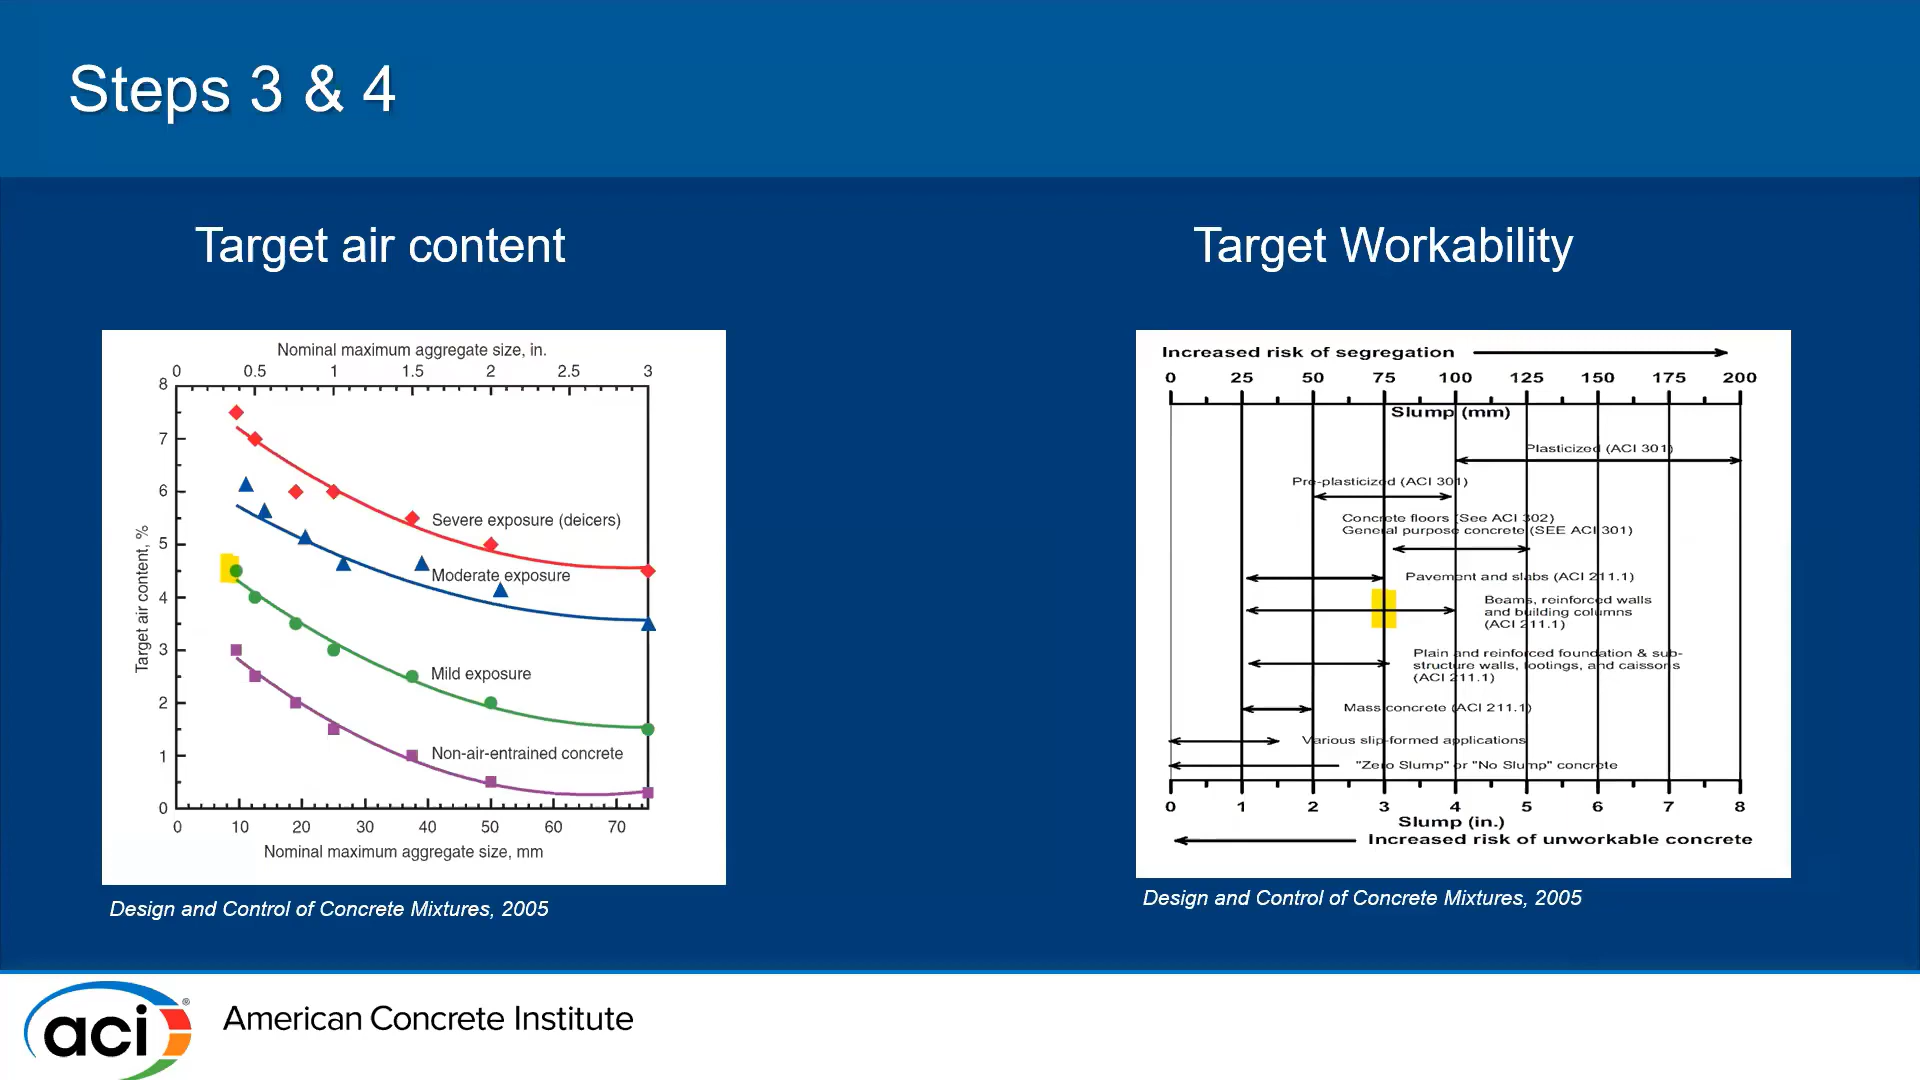 Steps 3 & 4
Target air content
Nominal maximum aggregate size, in.
0 0.5 1 1.5 2 2.5 3
8
7
6
5
4
3
2
1
0
Target air content, %
Severe exposure (deicers)
Moderate exposure
Mild exposure
Non-air-entrained concrete
0 10 20 30 40 50 60 70
Nominal maximum aggregate size, mm
Design and Control of Concrete Mixtures, 2005
Target Workability
Increased risk of segregation
0 25 50 75 100 125 150 175 200
Slump (mm)
Plasticized (ACI 301)
Pre-plasticized (ACI 301)
Concrete floors (See ACI 302)
General purpose concrete (SEE ACI 301)
Pavement and slabs (ACI 211.1)
Beams, reinforced walls
and building columns
(ACI 211.1)
Plain and reinforced foundation & sub-
structure walls, footings, and caissons
(ACI 211.1)
Mass concrete (ACI 211.1)
Various slip-formed applications
"Zero Slump" or "No Slump" concrete
0 1 2 3 4 5 6 7 8
Slump (in.)
Increased risk of unworkable concrete
Design and Control of Concrete Mixtures, 2005
aci®
American Concrete Institute